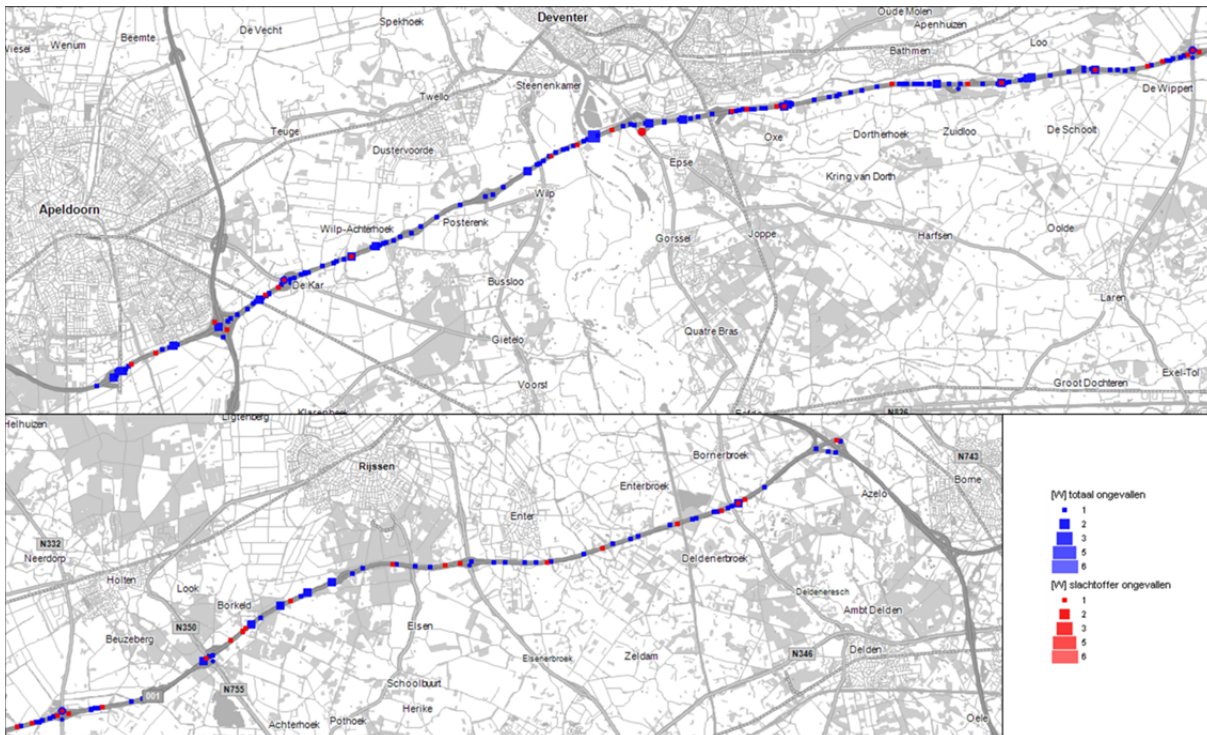 Deventer
Oude Molen
Apenhuizen
Spekhoek
De Vecht
Beemte
Wenum
Wiesel
Bathmen
Loo
De Wippert
Steenenkamer
Twello
Teuge
Dustervoorde
Oxe
Dortherhoek
Zuidloo
De Schoolt
Epse
Kring van Dorth
Wilp
Apeldoorn
Posterenk
Wilp-Achterhoek
Gorssel
Joppe
Harfsen
Oolde
De Kar
Bussloo
Laren
Quatre Bras
Gietelo
Voorst
Exel-Tol
Groot Dochteren
Klarenbeek
N826
Helhuizen
Ligtenberg
Bornerbroek
N743
Borne
Rijssen
Enterbroek
Azelo
Enter
N332
Neerdorp
Holten
Look
Deldenerbroek
Borkeld
Deldeneresch
Ambt Delden
Beuzeberg
N350
Elsen
Delden
Elsenerbroek
Zeldam
N346
Schoolbuurt
N755
001
Herike
Achterhoek
Pothoek
Oele
[W] totaal ongevallen
1
2
3
5
6
[W] slachtoffer ongevallen
1
2
3
5
6